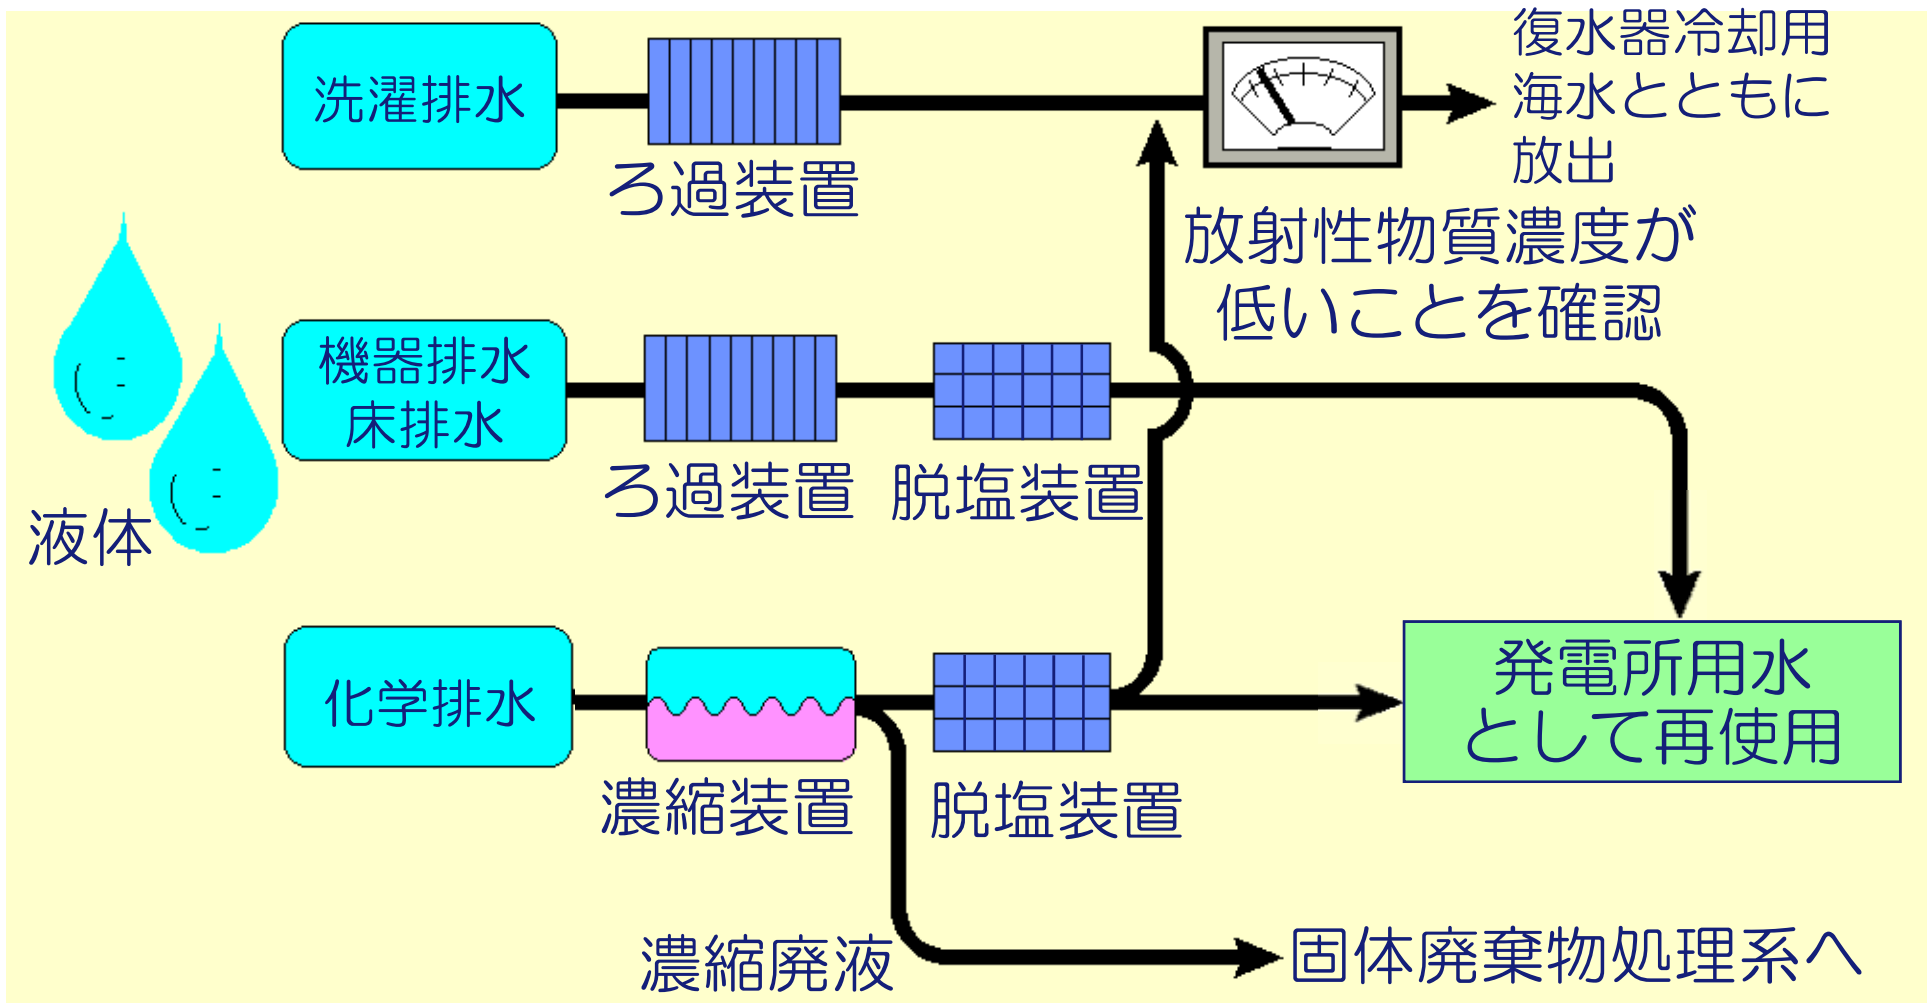 洗濯排水
ろ過装置
復水器冷却用
海水とともに
放出
放射性物質濃度が
低いことを確認
機器排水
床排水
ろ過装置
脱塩装置
液体
化学排水
濃縮装置
脱塩装置
発電所用水
として再使用
濃縮廃液
固体廃棄物処理系へ